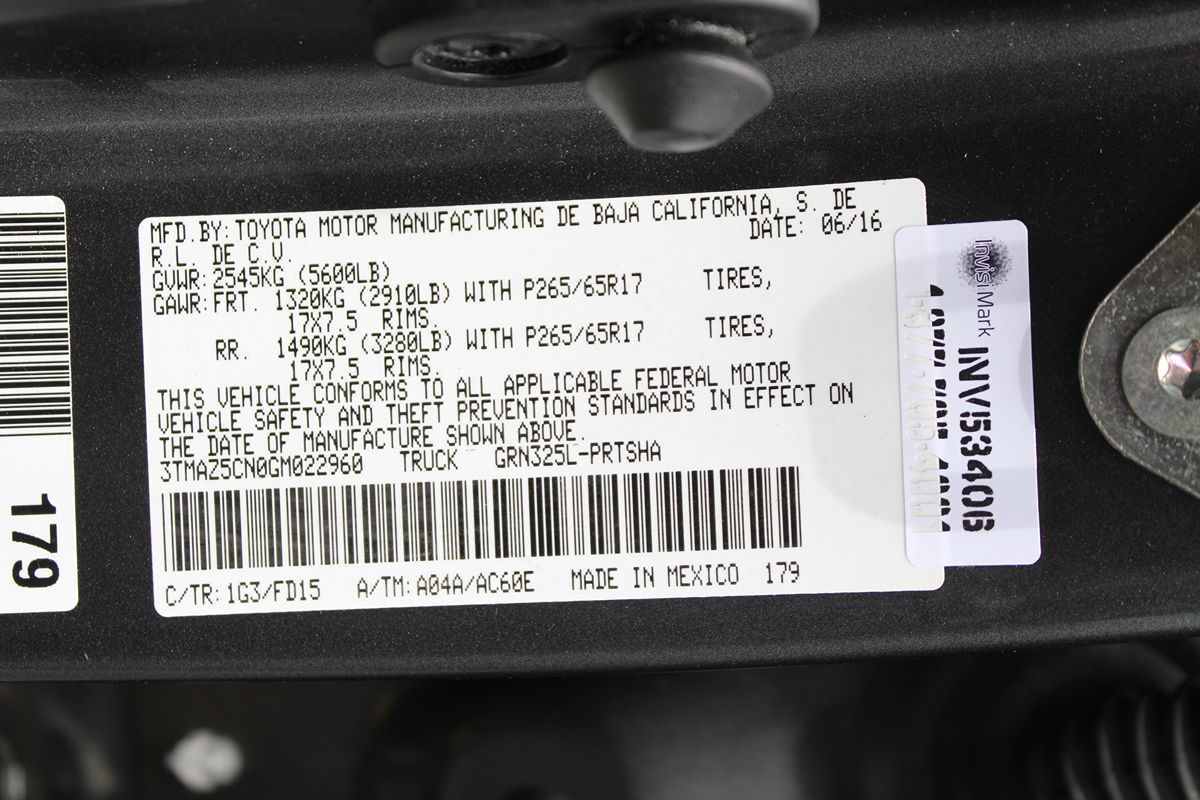 MFD.BY:TOYOTA MOTOR MANUFACTURING DE BAJA CALIFORNIA, S. DE
R.L. DE C.V. DATE: 06/16
GVWR:2545KG (5600LB)
GAWR:FRT. 1320KG (2910LB) WITH P265/65R17 TIRES,
17X7.5 RIMS.
RR. 1490KG (3280LB) WITH P265/65R17 TIRES,
17X7.5 RIMS.
THIS VEHICLE CONFORMS TO ALL APPLICABLE FEDERAL MOTOR
VEHICLE SAFETY AND THEFT PREVENTION STANDARDS IN EFFECT ON
THE DATE OF MANUFACTURE SHOWN ABOVE.
3TMAZ5CN0GM022960 TRUCK GRN325L-PRTSHA
C/TR:1G3/FD15 A/TM:A04A/AC60E MADE IN MEXICO 179
179
InvisiMark
INV1534060